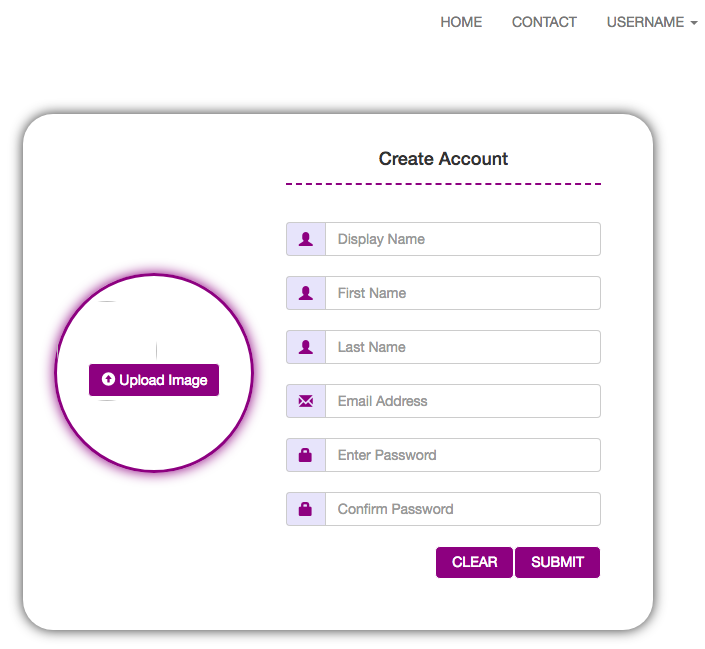 HOME CONTACT USERNAME
Create Account
Display Name
First Name
Last Name
Upload Image
Email Address
Enter Password
Confirm Password
CLEAR SUBMIT